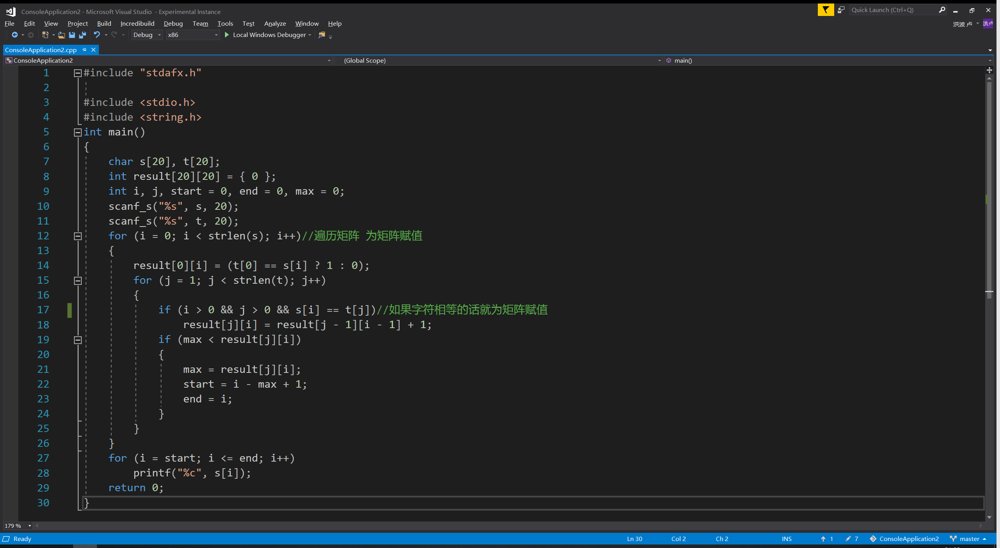 ConsoleApplication2 - Microsoft Visual Studio - Experimental Instance
Quick Launch (Ctrl+Q)
File Edit View Project Build Incredibuild Debug Team Tools Test Analyze Window Help
洪波 卢 洪卢
Debug x86 Local Windows Debugger
ConsoleApplication2.cpp
ConsoleApplication2 (Global Scope) main()
1 #include "stdafx.h"
2
3 #include <stdio.h>
4 #include <string.h>
5 int main()
6 {
7 char s[20], t[20];
8 int result[20][20] = { 0 };
9 int i, j, start = 0, end = 0, max = 0;
10 scanf_s("%s", s, 20);
11 scanf_s("%s", t, 20);
12 for (i = 0; i < strlen(s); i++)//遍历矩阵 为矩阵赋值
13 {
14 result[0][i] = (t[0] == s[i] ? 1 : 0);
15 for (j = 1; j < strlen(t); j++)
16 {
17 if (i > 0 && j > 0 && s[i] == t[j])//如果字符相等的话就为矩阵赋值
18 result[j][i] = result[j - 1][i - 1] + 1;
19 if (max < result[j][i])
20 {
21 max = result[j][i];
22 start = i - max + 1;
23 end = i;
24 }
25 }
26 }
27 for (i = start; i <= end; i++)
28 printf("%c", s[i]);
29 return 0;
30 }
179 %
Ready Ln 30 Col 2 Ch 2 INS 1 7 ConsoleApplication2 master